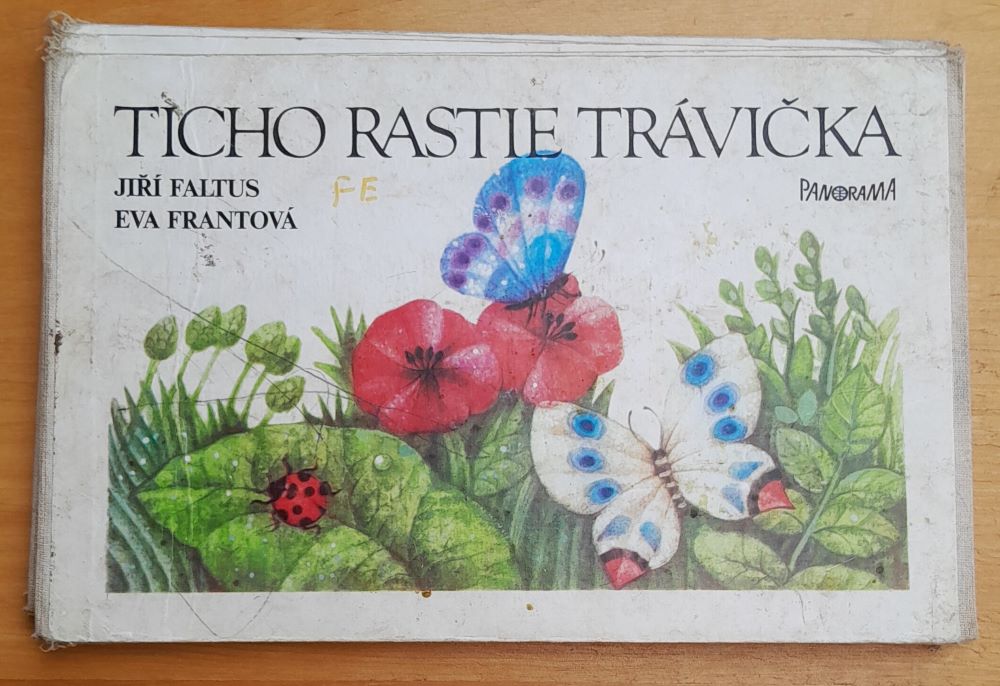 TICHO RASTIE TRÁVIČKA
JIŘÍ FALTUS
FE
PANORAMA
EVA FRANTOVÁ